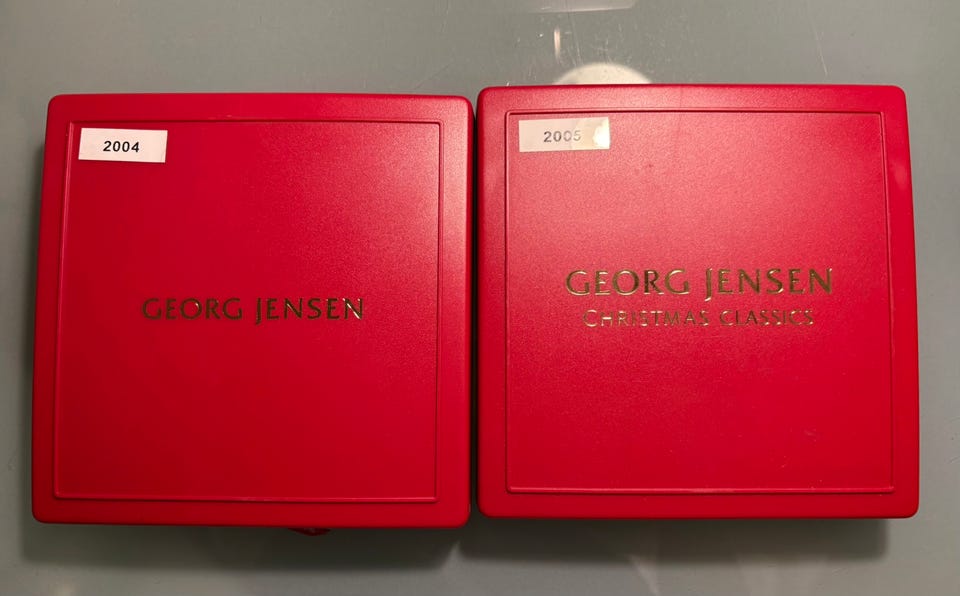 2004
GEORG JENSEN
2005
GEORG JENSEN
CHRISTMAS CLASSICS